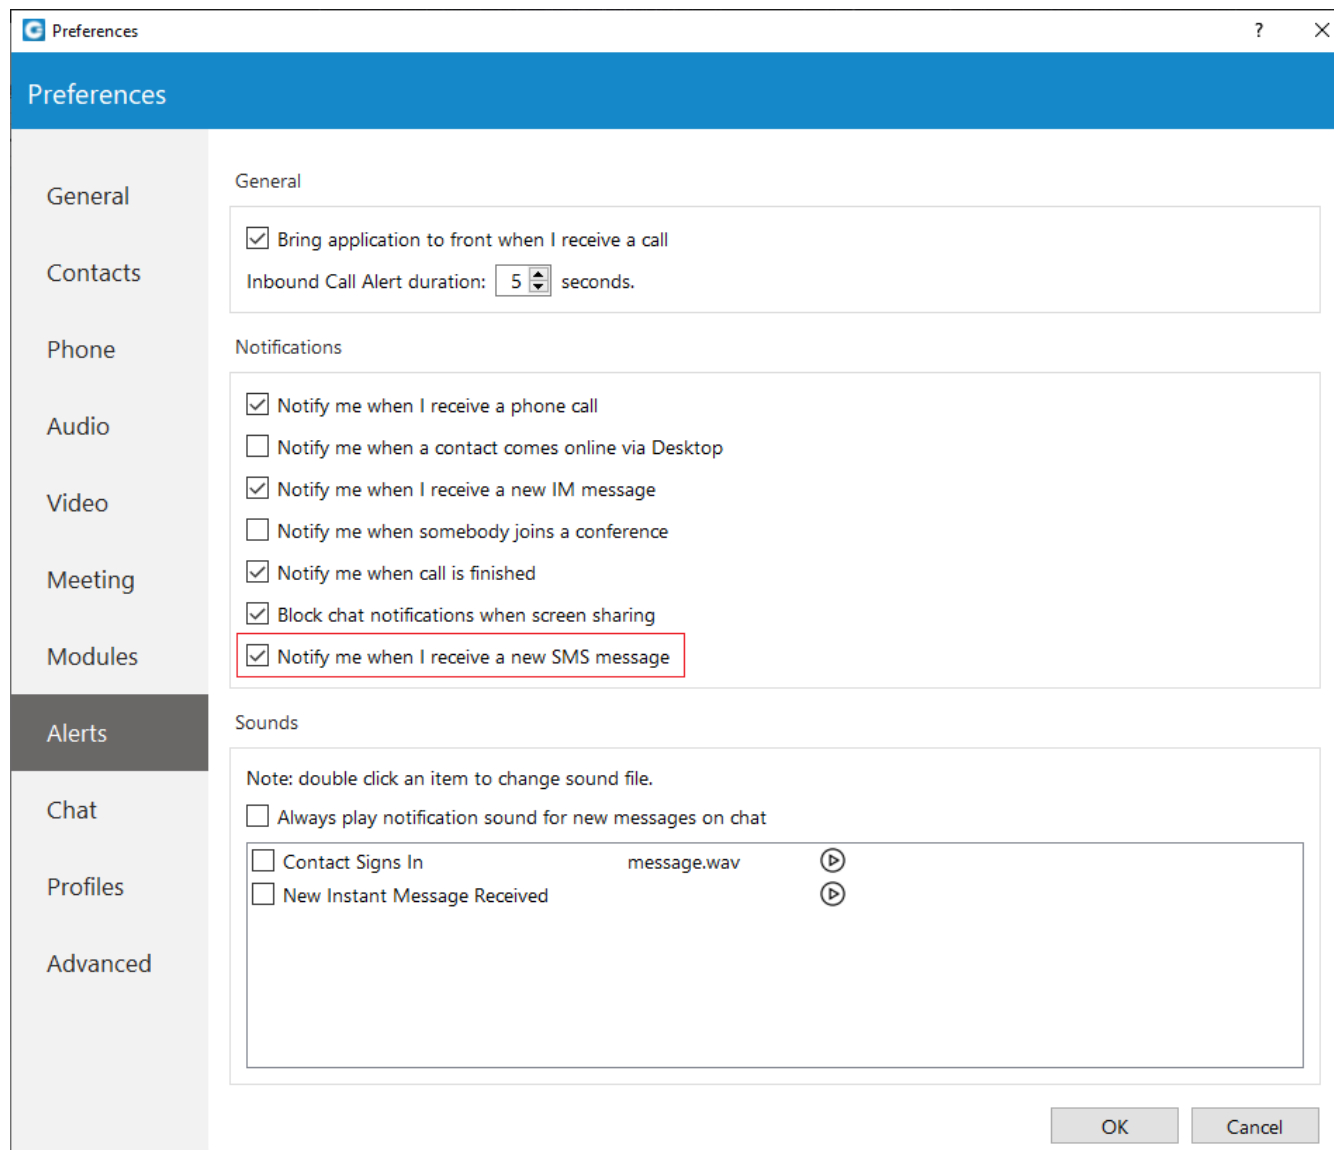 Preferences
?
Preferences
General
Contacts
Phone
Audio
Video
Meeting
Modules
Alerts
Chat
Profiles
Advanced
General
Bring application to front when I receive a call
Inbound Call Alert duration: 5 seconds.
Notifications
Notify me when I receive a phone call
Notify me when a contact comes online via Desktop
Notify me when I receive a new IM message
Notify me when somebody joins a conference
Notify me when call is finished
Block chat notifications when screen sharing
Notify me when I receive a new SMS message
Sounds
Note: double click an item to change sound file.
Always play notification sound for new messages on chat
Contact Signs In message.wav
New Instant Message Received
OK Cancel